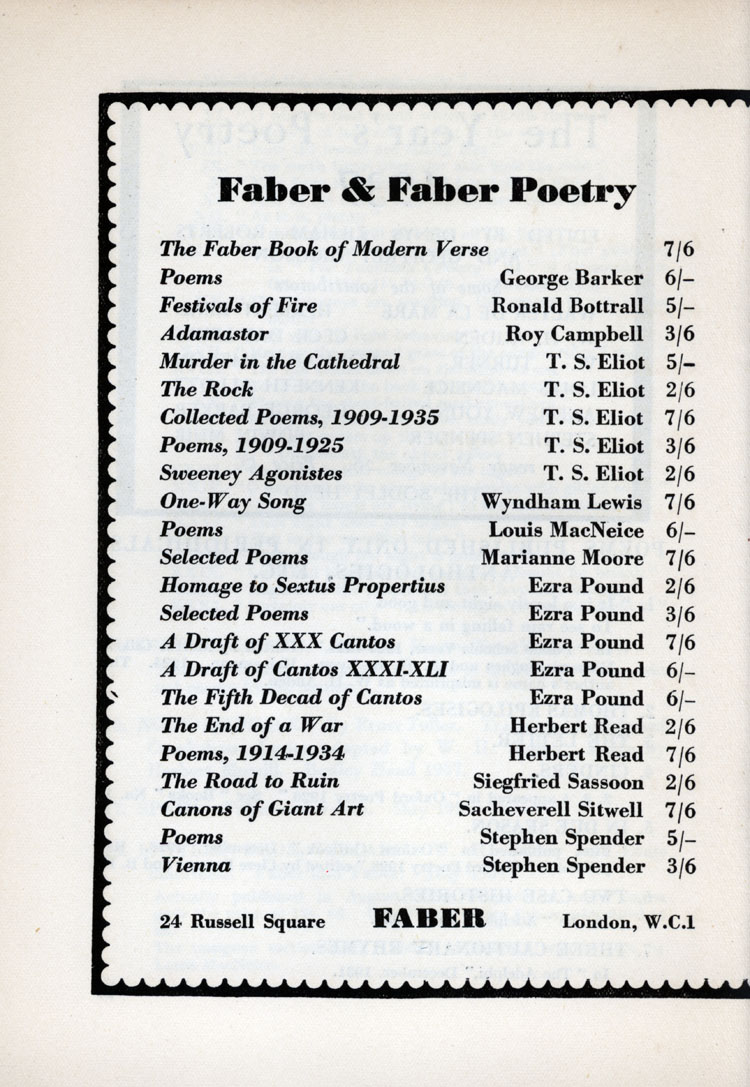 Faber & Faber Poetry
The Faber Book of Modern Verse 7/6
Poems George Barker 6/–
Festivals of Fire Ronald Bottrall 5/–
Adamastor Roy Campbell 3/6
Murder in the Cathedral T. S. Eliot 5/–
The Rock T. S. Eliot 2/6
Collected Poems, 1909-1935 T. S. Eliot 7/6
Poems, 1909-1925 T. S. Eliot 3/6
Sweeney Agonistes T. S. Eliot 2/6
One-Way Song Wyndham Lewis 7/6
Poems Louis MacNeice 6/–
Selected Poems Marianne Moore 7/6
Homage to Sextus Propertius Ezra Pound 2/6
Selected Poems Ezra Pound 3/6
A Draft of XXX Cantos Ezra Pound 7/6
A Draft of Cantos XXXI-XLI Ezra Pound 6/–
The Fifth Decad of Cantos Ezra Pound 6/–
The End of a War Herbert Read 2/6
Poems, 1914-1934 Herbert Read 7/6
The Road to Ruin Siegfried Sassoon 2/6
Canons of Giant Art Sacheverell Sitwell 7/6
Poems Stephen Spender 5/–
Vienna Stephen Spender 3/6
24 Russell Square FABER London, W.C.1